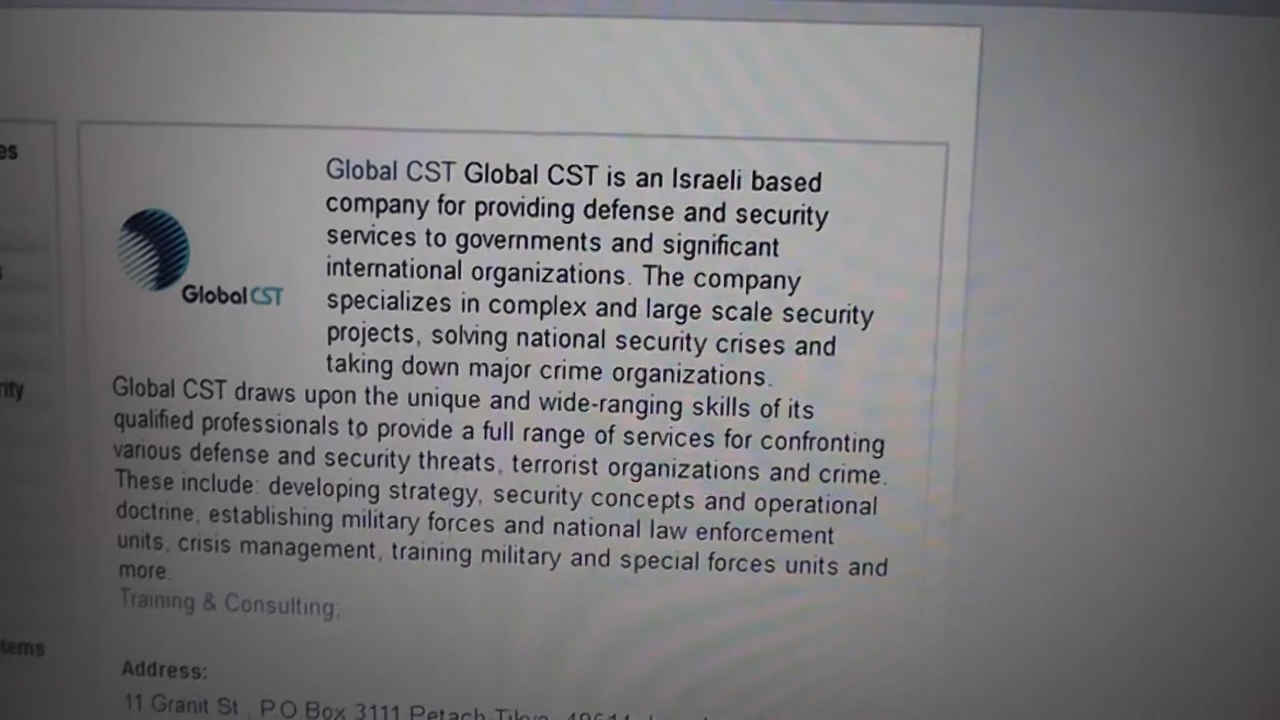 es
Global CST Global CST is an Israeli based
company for providing defense and security
services to governments and significant
international organizations. The company
specializes in complex and large scale security
projects, solving national security crises and
taking down major crime organizations.
GlobalCST
Global CST draws upon the unique and wide-ranging skills of its
qualified professionals to provide a full range of services for confronting
various defense and security threats, terrorist organizations and crime.
These include: developing strategy, security concepts and operational
doctrine, establishing military forces and national law enforcement
units, crisis management, training military and special forces units and
more.
Training & Consulting;
rity
tems
Address:
11 Granit St., P.O.Box 3111 Petach